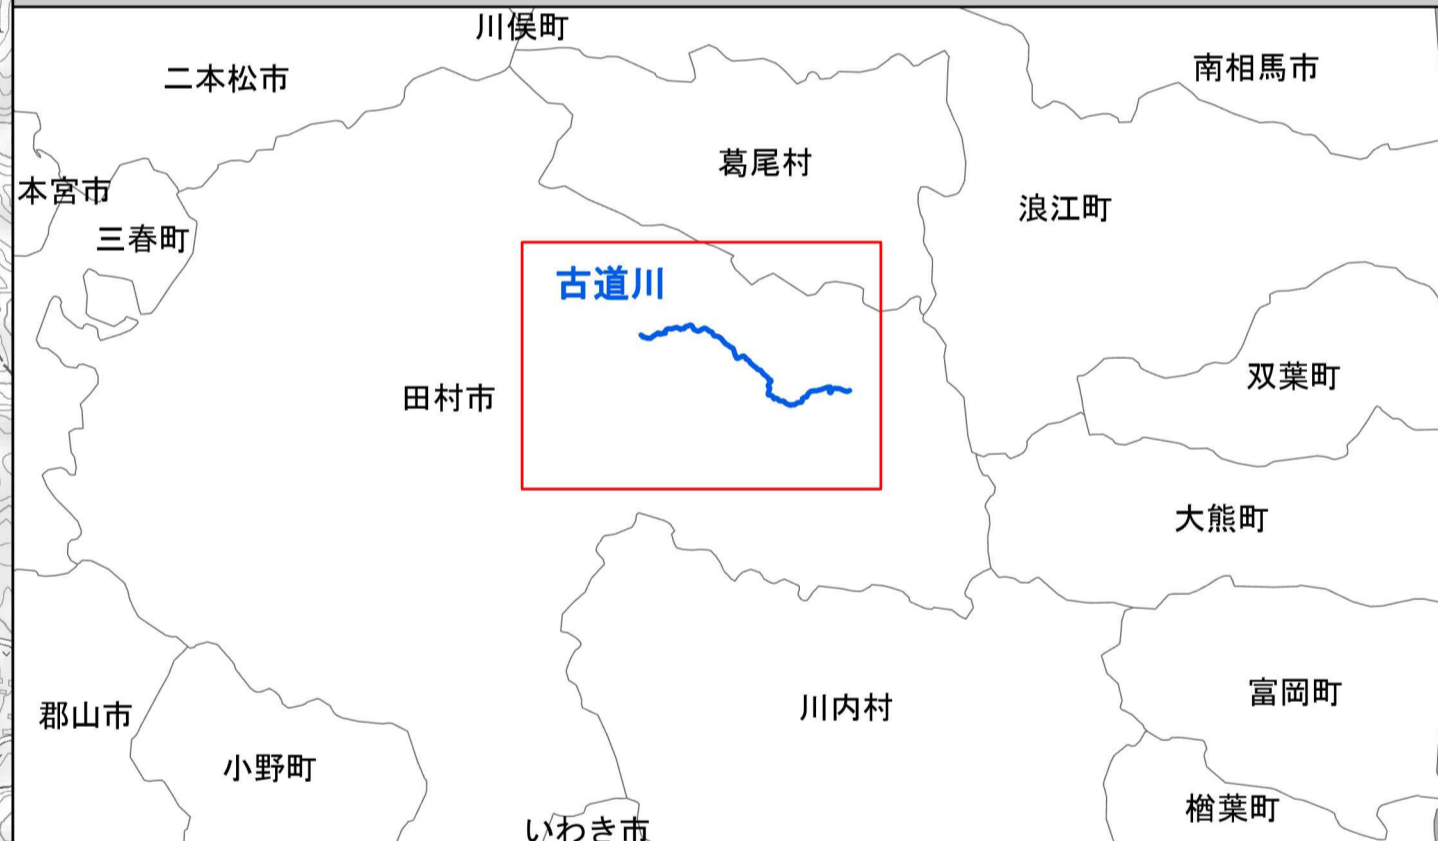 川俣町
南相馬市
二本松市
葛尾村
本宮市
浪江町
三春町
古道川
双葉町
田村市
大熊町
富岡町
川内村
郡山市
小野町
楢葉町
いわき市